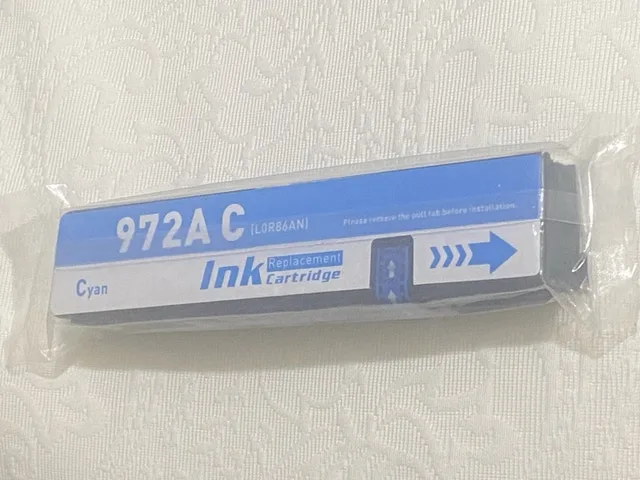 972A C (L0R86AN)
Please remove the pull tab before installation.
Cyan
Ink Replacement
Cartridge